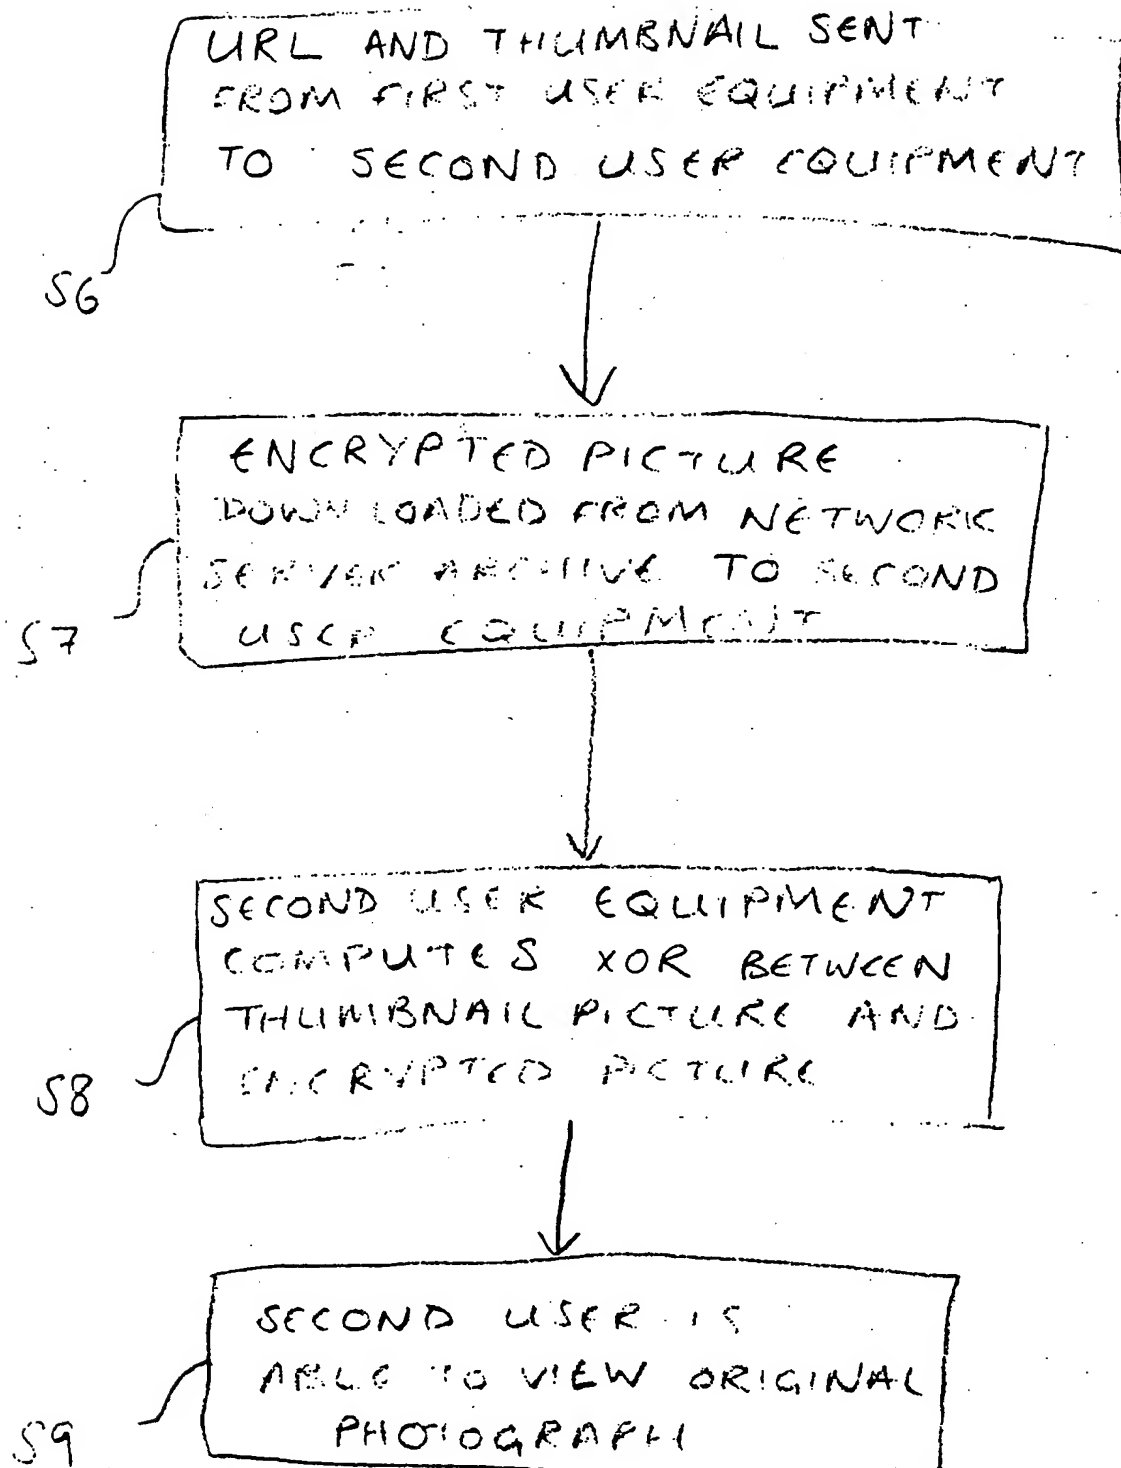 URL AND THUMBNAIL SENT
FROM FIRST USER EQUIPMENT
TO SECOND USER EQUIPMENT
S6
ENCRYPTED PICTURE
DOWNLOADED FROM NETWORK
SERVER ARCHIVE TO SECOND
USER EQUIPMENT
S7
SECOND USER EQUIPMENT
COMPUTES XOR BETWEEN
THUMBNAIL PICTURE AND
ENCRYPTED PICTURE
S8
SECOND USER IS
ABLE TO VIEW ORIGINAL
PHOTOGRAPH
S9